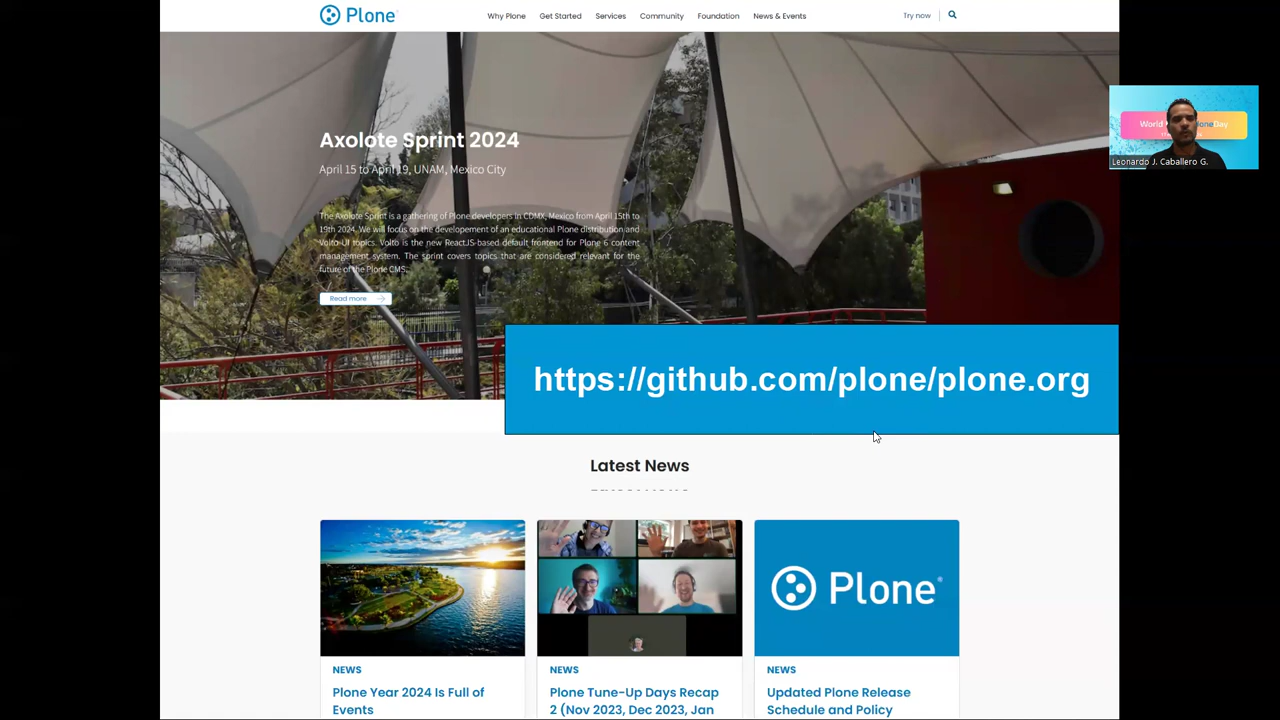 Plone
Why Plone
Get Started
Services
Community
Foundation
News & Events
Try now
Axolote Sprint 2024
April 15 to April 19, UNAM, Mexico City
The Axolote Sprint is a gathering of Plone developers in CDMX, Mexico from April 15th to
19th 2024. We will focus on the developement of an educational Plone distribution and
Volto UI topics. Volto is the new ReactJS-based default frontend for Plone 6 content
management system. The sprint covers topics that are considered relevant for the
future of the Plone CMS.
Read more
https://github.com/plone/plone.org
World
Day
Leonardo J. Caballero G.
Latest News
Plone
NEWS
Plone Year 2024 Is Full of
Events
NEWS
Plone Tune-Up Days Recap
2 (Nov 2023, Dec 2023, Jan
NEWS
Updated Plone Release
Schedule and Policy